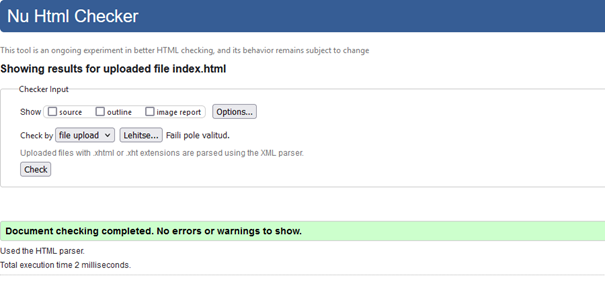 Nu Html Checker
This tool is an ongoing experiment in better HTML checking, and its behavior remains subject to change
Showing results for uploaded file index.html
Checker Input
Show source outline image report Options...
Check by file upload Lehitse... Faili pole valitud.
Uploaded files with .xhtml or .xht extensions are parsed using the XML parser.
Check
Document checking completed. No errors or warnings to show.
Used the HTML parser.
Total execution time 2 milliseconds.